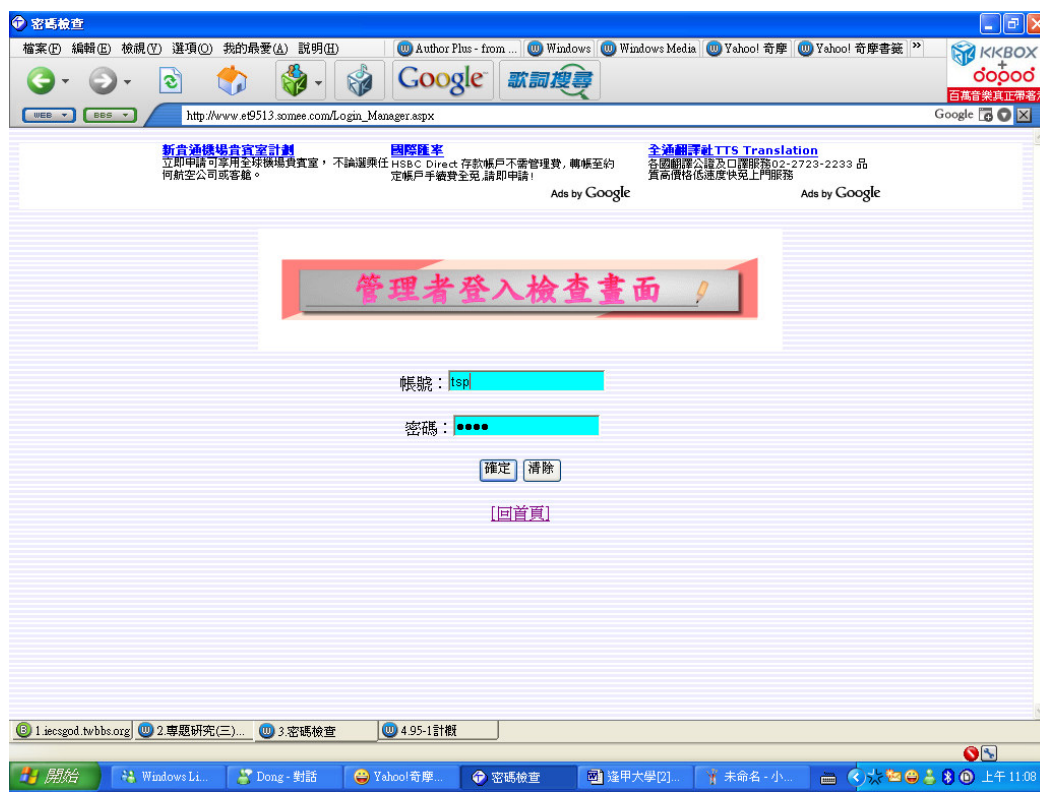 密碼檢查
檔案(F) 編輯(E) 檢視(V) 選項(O) 我的最愛(A) 說明(H)
Author Plus - from ... Windows Windows Media Yahoo! 奇摩 Yahoo! 奇摩書籤 »
KKBOX
+
dopod
百萬音樂真正帶著
Google 歌詞搜尋
WEB BBS http://www.et9513.somee.com/Login_Manager.aspx Google
新貴通機場貴賓室計劃
立即申請可享用全球機場貴賓室， 不論選乘任
何航空公司或客艙。
國際匯率
HSBC Direct 存款帳戶不需管理費, 轉帳至約
定帳戶手續費全免,請即申請!
Ads by Google
全通翻譯社TTS Translation
各國翻譯公證及口譯服務02-2723-2233 品
質高價格低速度快免上門服務
Ads by Google
管理者登入檢查畫面
帳號：tsp
密碼：••••
確定 清除
[回首頁]
1.iecsgod.twbbs.org 2.專題研究(三)... 3.密碼檢查 4.95-1計概
開始 Windows Li... Dong - 對話 Yahoo!奇摩... 密碼檢查 逢甲大學[2]... 未命名 - 小... 上午 11:08